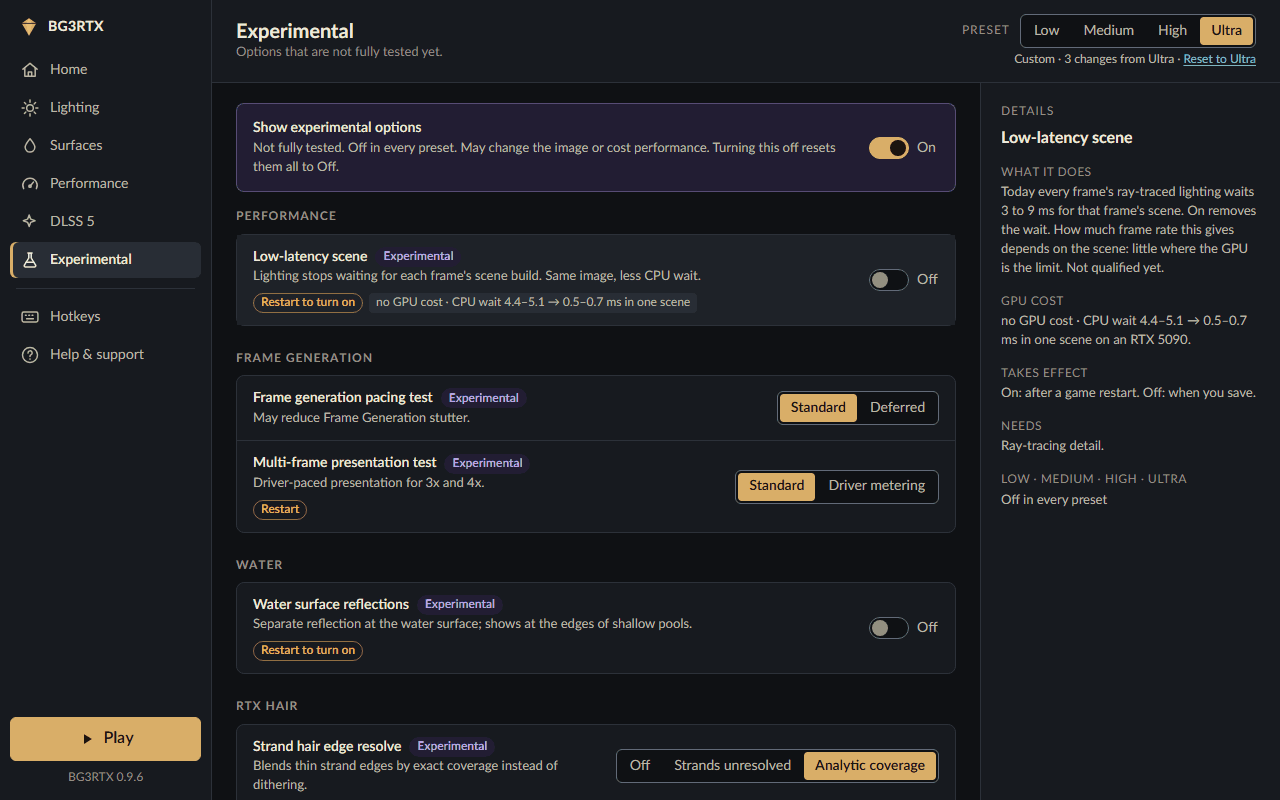 BG3RTX
Home
Lighting
Surfaces
Performance
DLSS 5
Experimental
Hotkeys
Help & support
Play
BG3RTX 0.9.6
Experimental
Options that are not fully tested yet.
PRESET
Low
Medium
High
Ultra
Custom · 3 changes from Ultra · Reset to Ultra
Show experimental options
Not fully tested. Off in every preset. May change the image or cost performance. Turning this off resets
them all to Off.
On
PERFORMANCE
Low-latency scene
Experimental
Lighting stops waiting for each frame's scene build. Same image, less CPU wait.
Restart to turn on
no GPU cost · CPU wait 4.4–5.1 → 0.5–0.7 ms in one scene
Off
FRAME GENERATION
Frame generation pacing test
Experimental
May reduce Frame Generation stutter.
Standard
Deferred
Multi-frame presentation test
Experimental
Driver-paced presentation for 3x and 4x.
Restart
Standard
Driver metering
WATER
Water surface reflections
Experimental
Separate reflection at the water surface; shows at the edges of shallow pools.
Restart to turn on
Off
RTX HAIR
Strand hair edge resolve
Experimental
Blends thin strand edges by exact coverage instead of
dithering.
Off
Strands unresolved
Analytic coverage
DETAILS
Low-latency scene
WHAT IT DOES
Today every frame's ray-traced lighting waits
3 to 9 ms for that frame's scene. On removes
the wait. How much frame rate this gives
depends on the scene: little where the GPU
is the limit. Not qualified yet.
GPU COST
no GPU cost · CPU wait 4.4–5.1 → 0.5–0.7
ms in one scene on an RTX 5090.
TAKES EFFECT
On: after a game restart. Off: when you save.
NEEDS
Ray-tracing detail.
LOW · MEDIUM · HIGH · ULTRA
Off in every preset